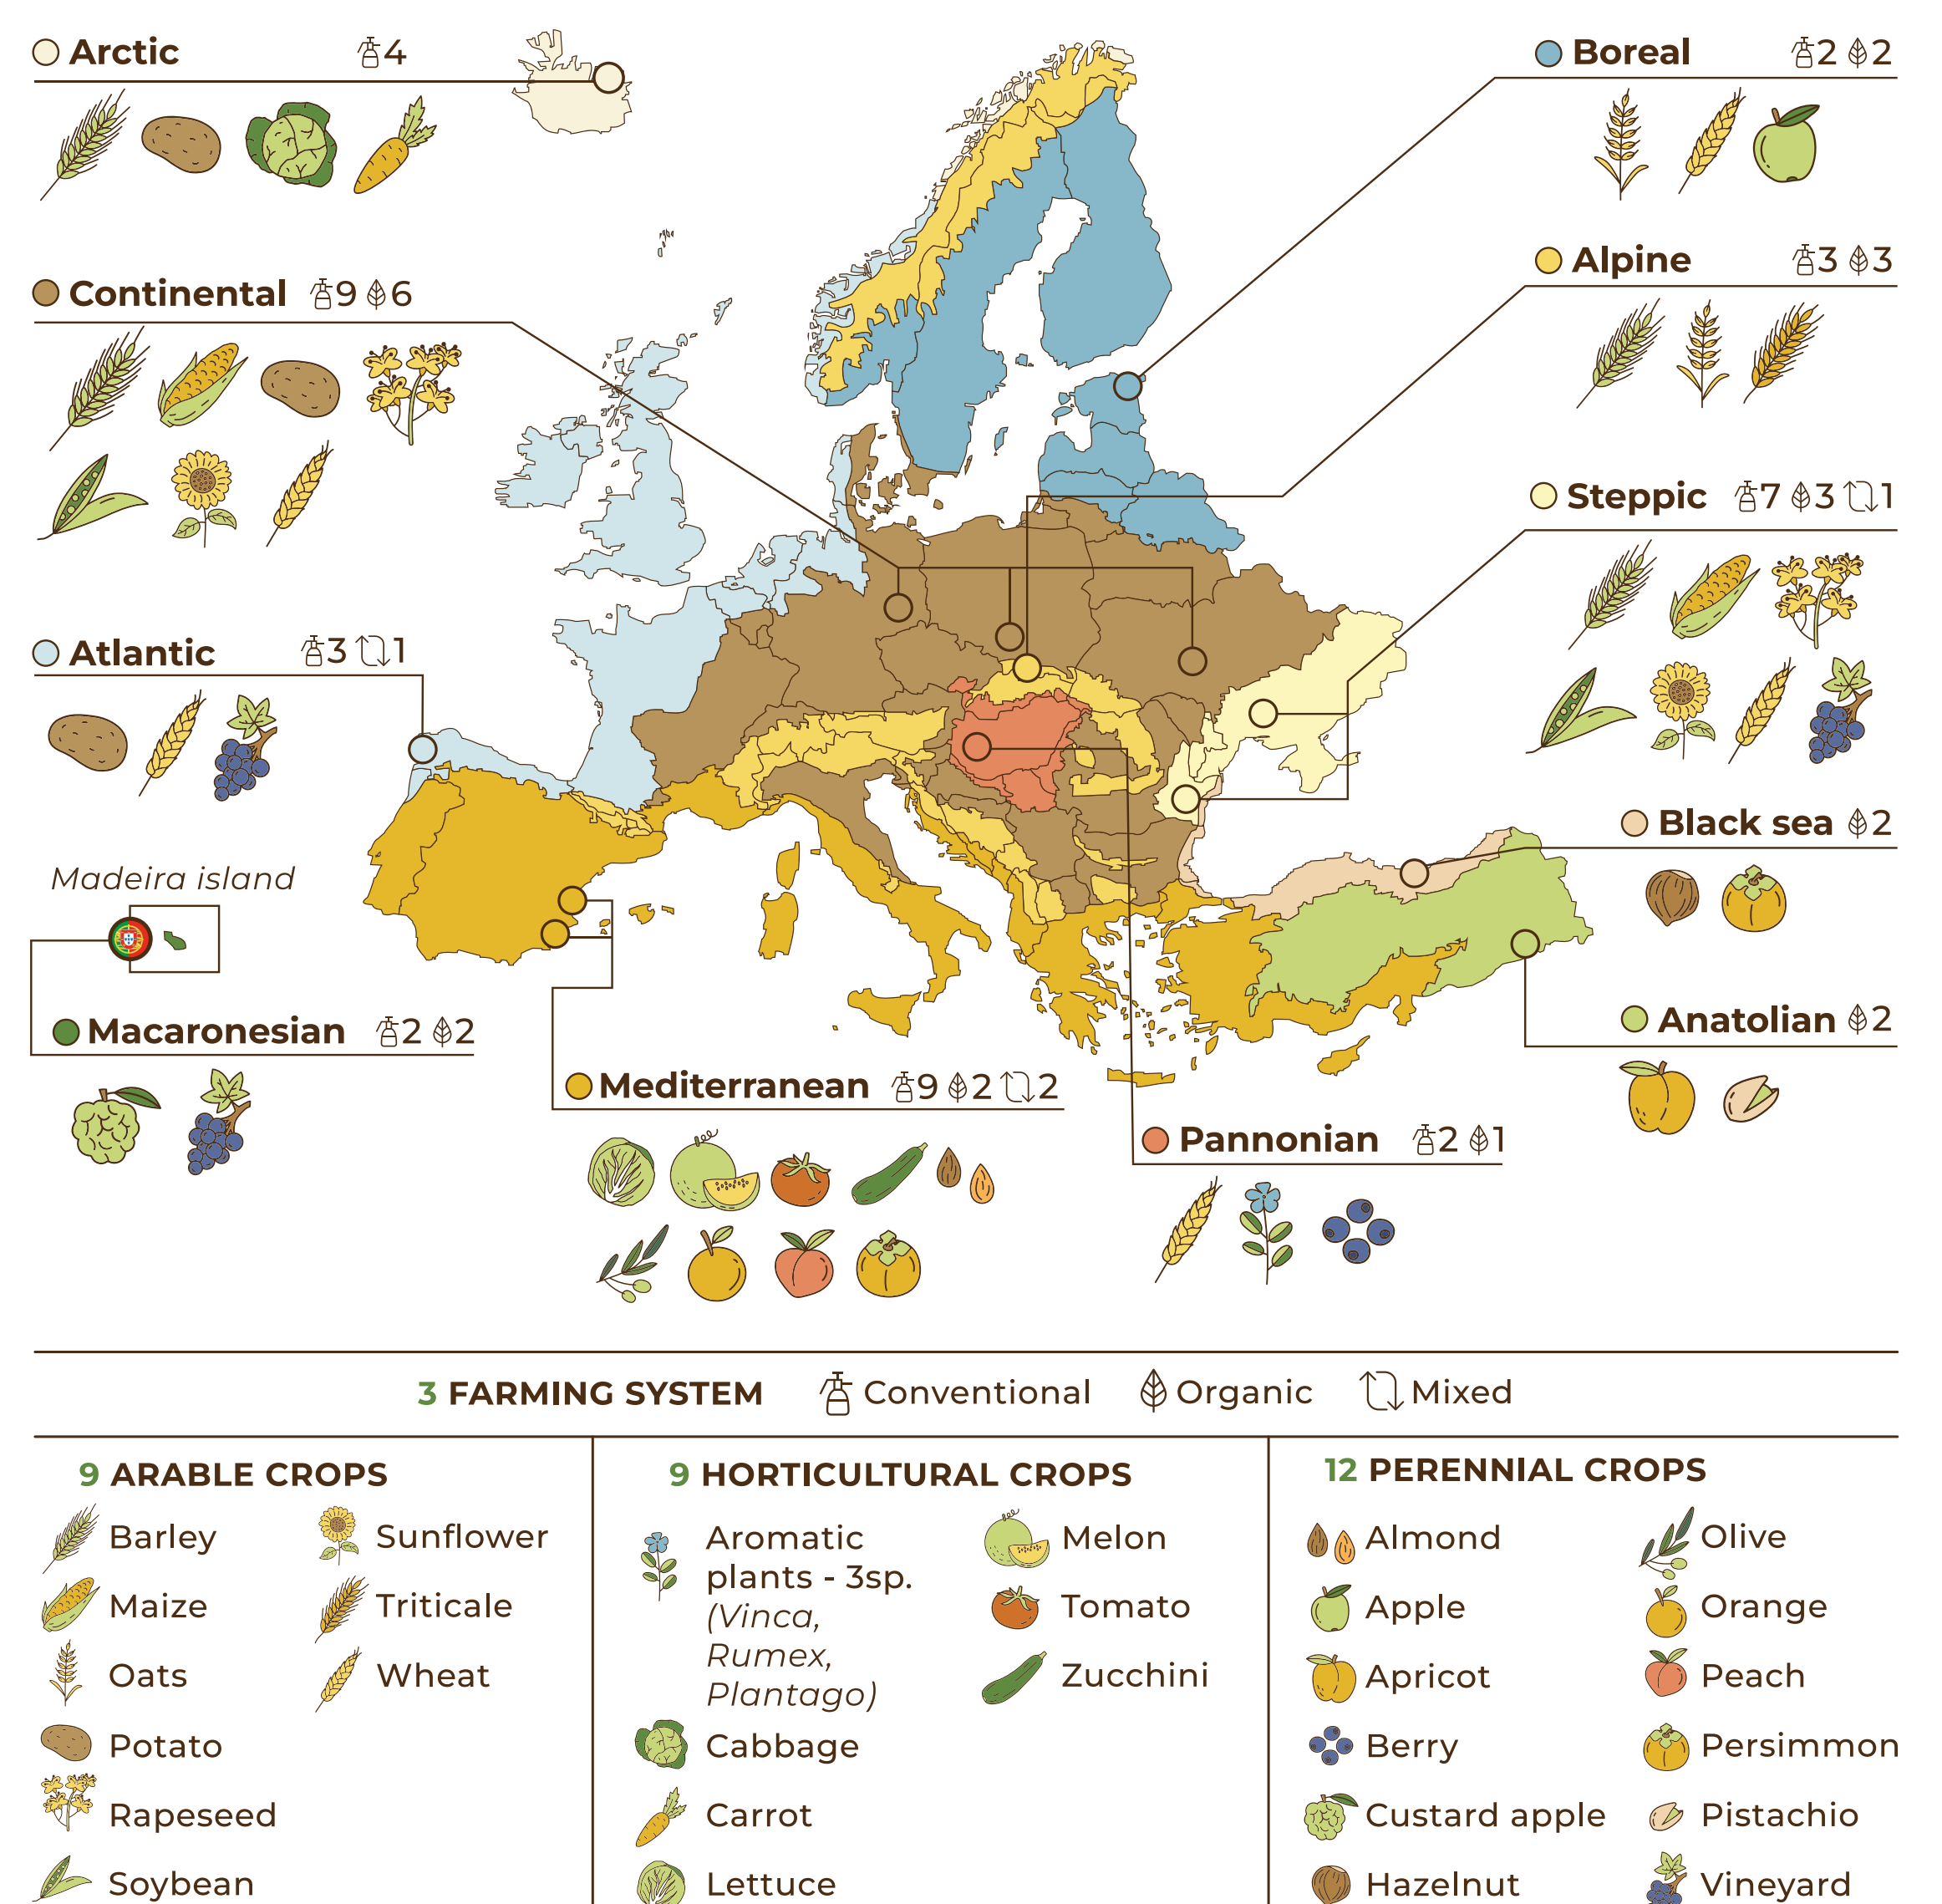 Arctic 4
Boreal 2 2
Continental 9 6
Alpine 3 3
Steppic 7 3 1
Atlantic 3 1
Black sea 2
Madeira island
Macaronesian 2 2
Anatolian 2
Mediterranean 9 2 2
Pannonian 2 1
3 FARMING SYSTEM Conventional Organic Mixed
9 ARABLE CROPS
Barley
Maize
Oats
Potato
Rapeseed
Soybean
Sunflower
Triticale
Wheat
9 HORTICULTURAL CROPS
Aromatic
plants - 3sp.
(Vinca,
Rumex,
Plantago)
Cabbage
Carrot
Lettuce
Melon
Tomato
Zucchini
12 PERENNIAL CROPS
Almond
Apple
Apricot
Berry
Custard apple
Hazelnut
Olive
Orange
Peach
Persimmon
Pistachio
Vineyard